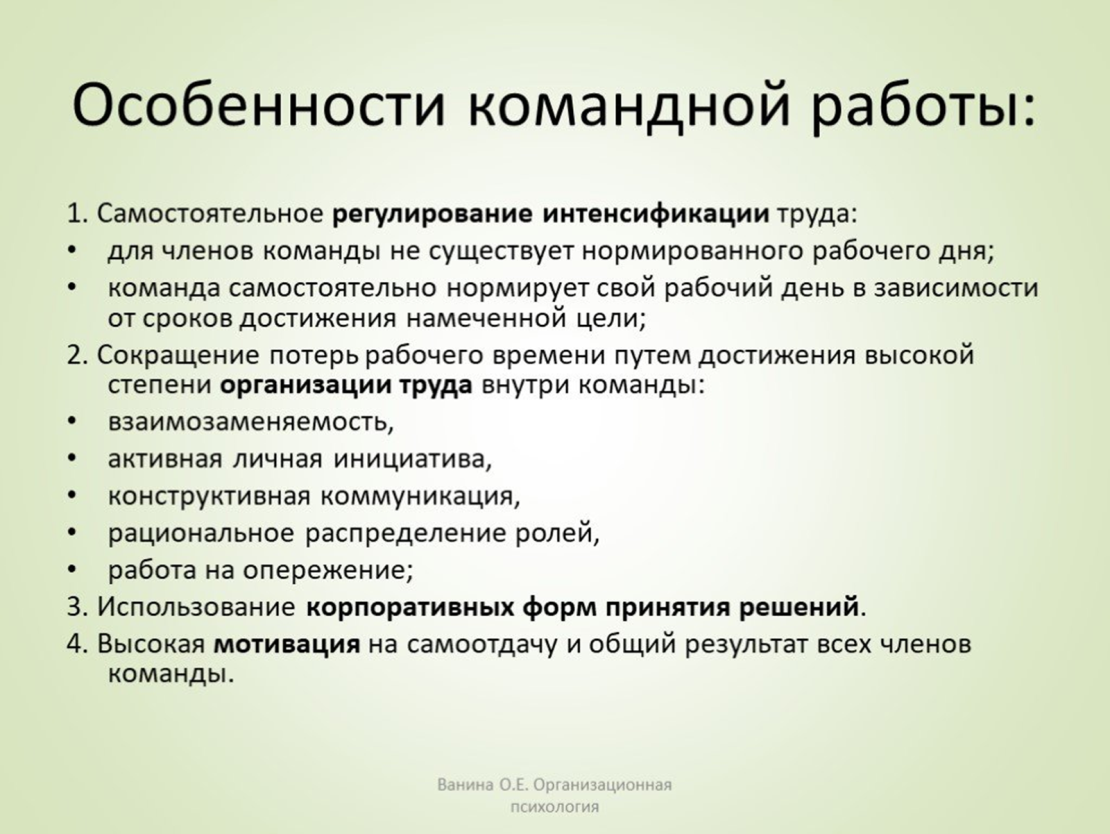 Особенности командной работы:
1. Самостоятельное регулирование интенсификации труда:
• для членов команды не существует нормированного рабочего дня;
• команда самостоятельно нормирует свой рабочий день в зависимости
от сроков достижения намеченной цели;
2. Сокращение потерь рабочего времени путем достижения высокой
степени организации труда внутри команды:
• взаимозаменяемость,
• активная личная инициатива,
• конструктивная коммуникация,
• рациональное распределение ролей,
• работа на опережение;
3. Использование корпоративных форм принятия решений.
4. Высокая мотивация на самоотдачу и общий результат всех членов
команды.
Ванина О.Е. Организационная
психология